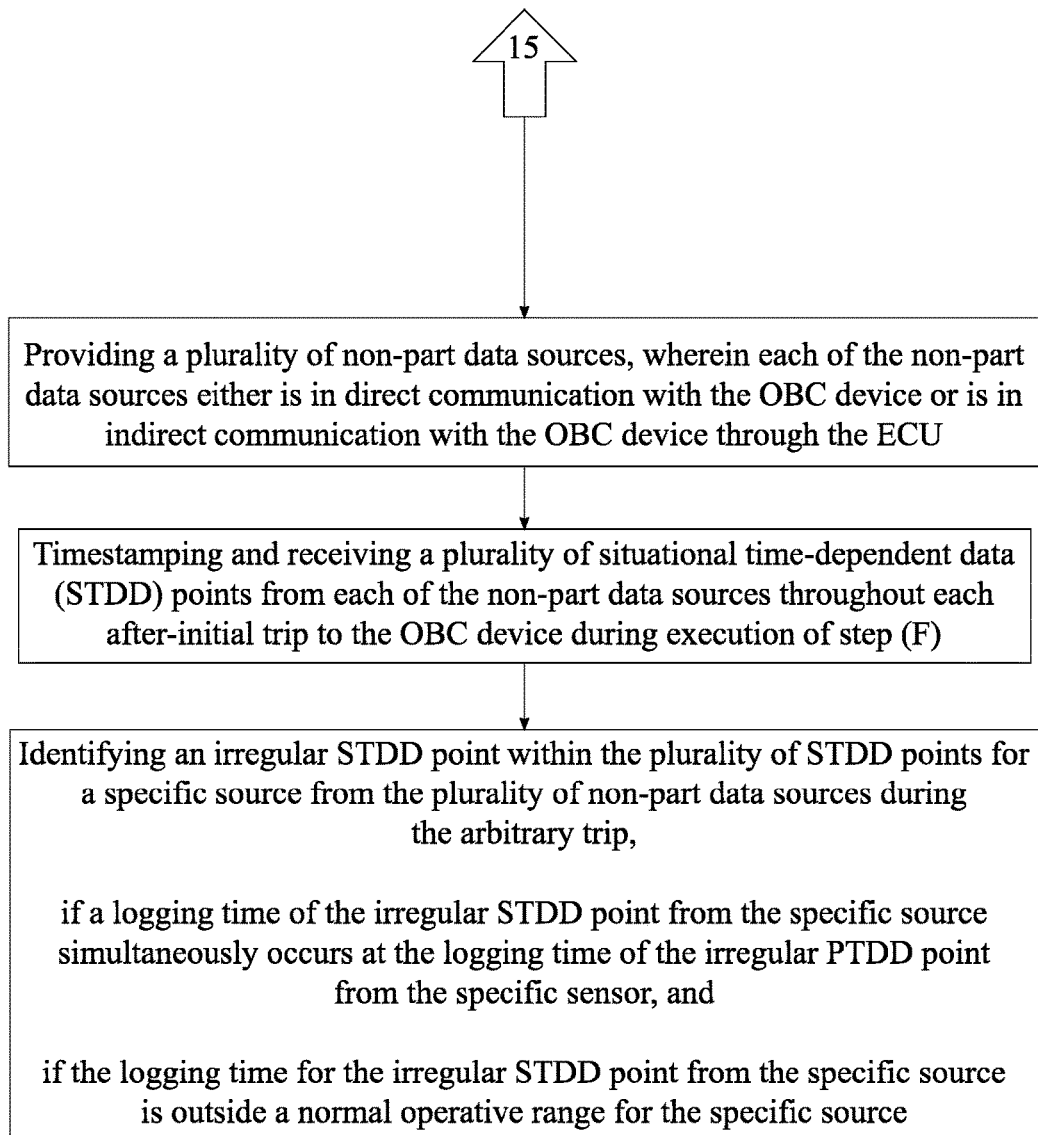 15
Providing a plurality of non-part data sources, wherein each of the non-part
data sources either is in direct communication with the OBC device or is in
indirect communication with the OBC device through the ECU
Timestamping and receiving a plurality of situational time-dependent data
(STDD) points from each of the non-part data sources throughout each
after-initial trip to the OBC device during execution of step (F)
Identifying an irregular STDD point within the plurality of STDD points for
a specific source from the plurality of non-part data sources during
the arbitrary trip,
if a logging time of the irregular STDD point from the specific source
simultaneously occurs at the logging time of the irregular PTDD point
from the specific sensor, and
if the logging time for the irregular STDD point from the specific source
is outside a normal operative range for the specific source